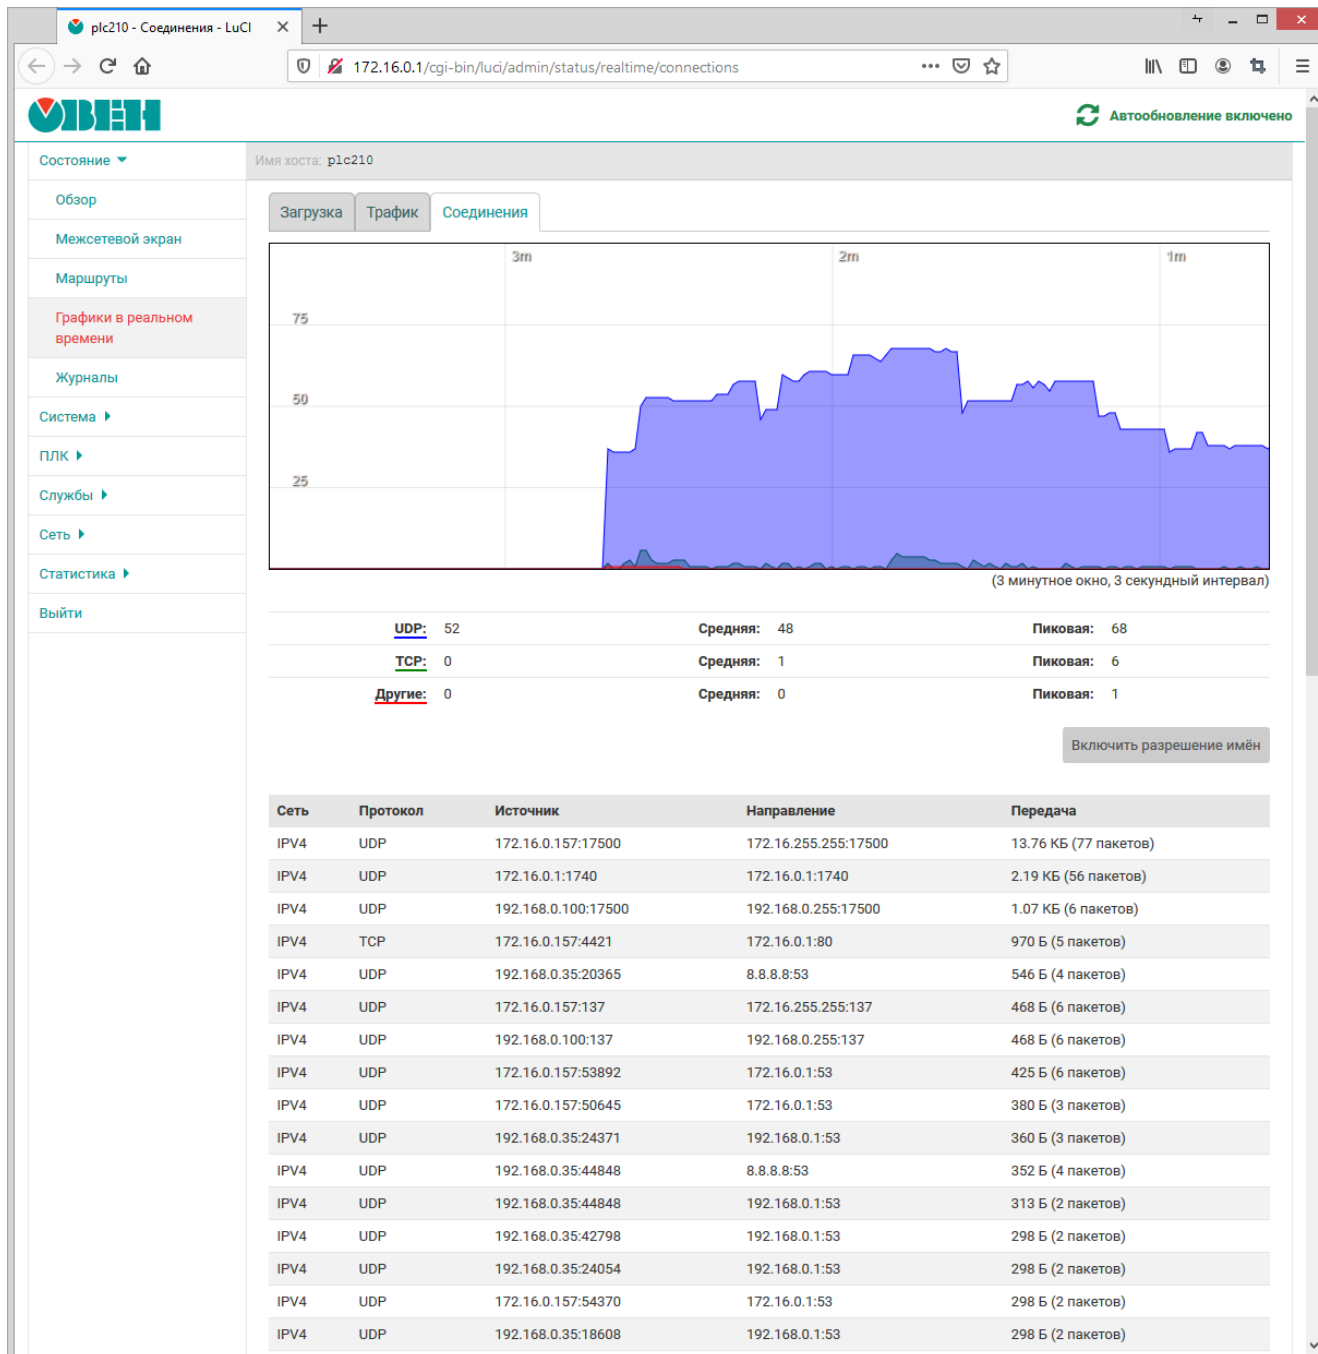 plc210 - Соединения - LuCI
172.16.0.1/cgi-bin/luci/admin/status/realtime/connections
ОВЕН
Автообновление включено
Состояние
Имя хоста: plc210
Обзор
Межсетевой экран
Маршруты
Графики в реальном
времени
Журналы
Система
ПЛК
Службы
Сеть
Статистика
Выйти
Загрузка Трафик Соединения
3m 2m 1m
75
50
25
(3 минутное окно, 3 секундный интервал)
UDP: 52 Средняя: 48 Пиковая: 68
TCP: 0 Средняя: 1 Пиковая: 6
Другие: 0 Средняя: 0 Пиковая: 1
Включить разрешение имён
Сеть Протокол Источник Направление Передача
IPV4 UDP 172.16.0.157:17500 172.16.255.255:17500 13.76 КБ (77 пакетов)
IPV4 UDP 172.16.0.1:1740 172.16.0.1:1740 2.19 КБ (56 пакетов)
IPV4 UDP 192.168.0.100:17500 192.168.0.255:17500 1.07 КБ (6 пакетов)
IPV4 TCP 172.16.0.157:4421 172.16.0.1:80 970 Б (5 пакетов)
IPV4 UDP 192.168.0.35:20365 8.8.8.8:53 546 Б (4 пакетов)
IPV4 UDP 172.16.0.157:137 172.16.255.255:137 468 Б (6 пакетов)
IPV4 UDP 192.168.0.100:137 192.168.0.255:137 468 Б (6 пакетов)
IPV4 UDP 172.16.0.157:53892 172.16.0.1:53 425 Б (6 пакетов)
IPV4 UDP 172.16.0.157:50645 172.16.0.1:53 380 Б (3 пакетов)
IPV4 UDP 192.168.0.35:24371 192.168.0.1:53 360 Б (3 пакетов)
IPV4 UDP 192.168.0.35:44848 8.8.8.8:53 352 Б (4 пакетов)
IPV4 UDP 192.168.0.35:44848 192.168.0.1:53 313 Б (2 пакетов)
IPV4 UDP 192.168.0.35:42798 192.168.0.1:53 298 Б (2 пакетов)
IPV4 UDP 192.168.0.35:24054 192.168.0.1:53 298 Б (2 пакетов)
IPV4 UDP 172.16.0.157:54370 172.16.0.1:53 298 Б (2 пакетов)
IPV4 UDP 192.168.0.35:18608 192.168.0.1:53 298 Б (2 пакетов)